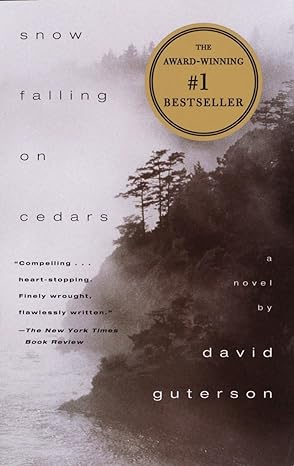 snow
falling
on
cedars
THE
AWARD-WINNING
#1
BESTSELLER
"Compelling . . .
heart-stopping.
Finely wrought,
flawlessly written."
—The New York Times
Book Review
a
novel
by
david
guterson